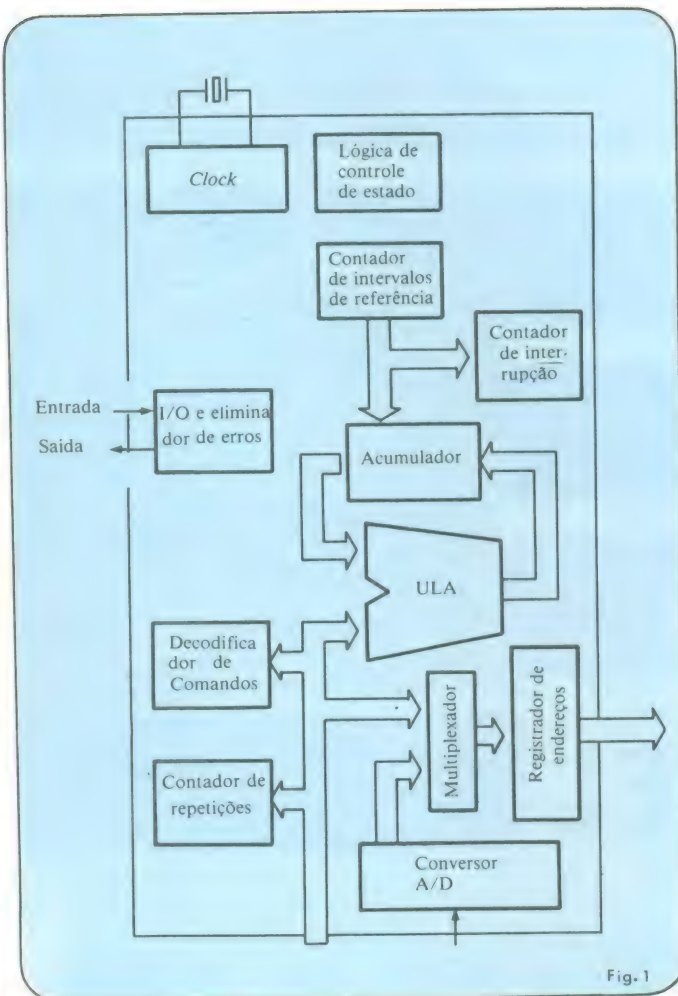 Clock
Lógica de
controle
de estado
Contador
de intervalos
de referência
Contador
de inter-
rupção
Entrada
Saida
I/O e elimina
dor de erros
Acumulador
ULA
Decodifica
dor de
Comandos
Multiplexador
Registrador de
endereços
Contador de
repetições
Conversor
A/D
Fig. 1